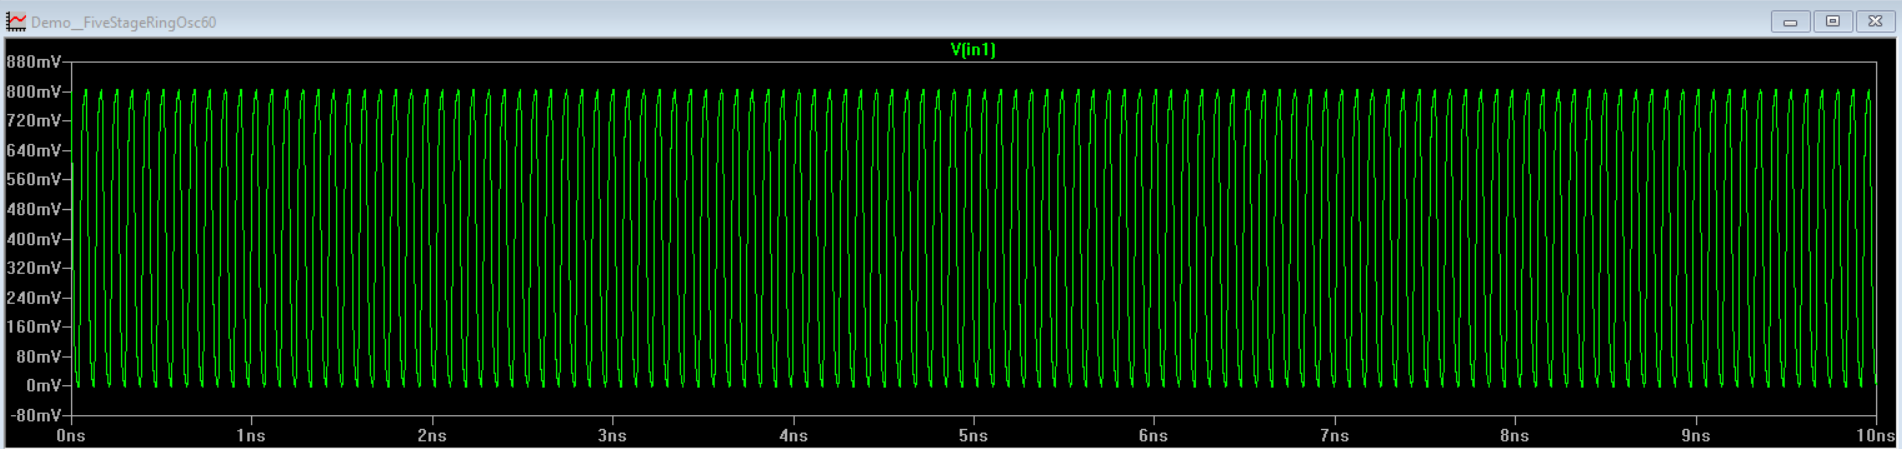 Demo__FiveStageRingOsc60
V(in1)
880mV
800mV
720mV
640mV
560mV
480mV
400mV
320mV
240mV
160mV
80mV
0mV
-80mV
0ns 1ns 2ns 3ns 4ns 5ns 6ns 7ns 8ns 9ns 10ns